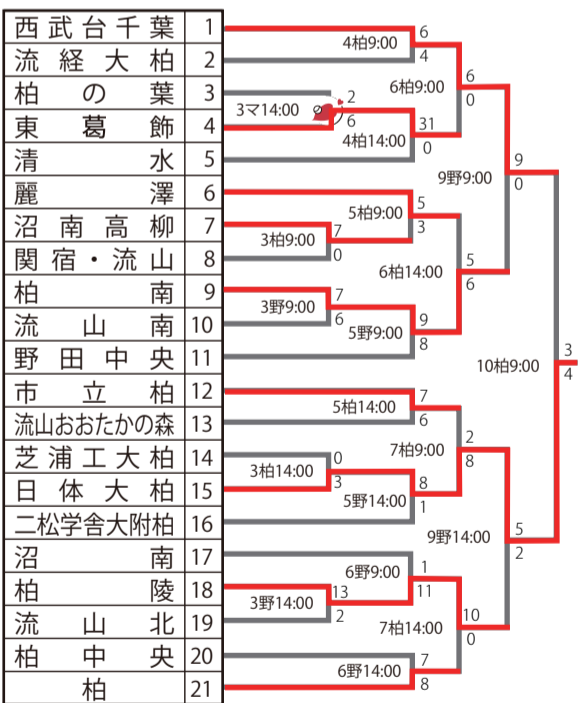 西武台千葉 1
流経大柏 2
柏の葉 3
東葛飾 4
清水 5
麗澤 6
沼南高柳 7
関宿・流山 8
柏南 9
流山南 10
野田中央 11
市立柏 12
流山おおたかの森 13
芝浦工大柏 14
日体大柏 15
二松学舎大附柏 16
沼南 17
柏陵 18
流山北 19
柏中央 20
柏 21
3マ14:00
2
6
3柏9:00
7
0
3野9:00
7
6
3柏14:00
0
3
3野14:00
13
2
4柏9:00
6
4
4柏14:00
31
0
5柏9:00
5
3
5野9:00
9
8
5柏14:00
7
6
5野14:00
8
1
6野9:00
1
11
6野14:00
7
8
6柏9:00
6
0
6柏14:00
5
6
7柏9:00
2
8
7柏14:00
10
0
9野9:00
9
0
9野14:00
5
2
10柏9:00
3
4